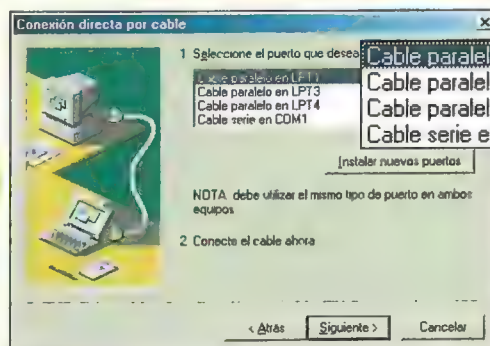 Conexión directa por cable
1 Seleccione el puerto que desea
Cable paralelo en LPT1
Cable paralelo en LPT3
Cable paralelo en LPT4
Cable serie en COM1
Cable paralel
Cable paralel
Cable paralel
Cable serie e
Instalar nuevos puertos
NOTA debe utilizar el mismo tipo de puerto en ambos
equipos
2 Conecte el cable ahora
< Atrás
Siguiente >
Cancelar